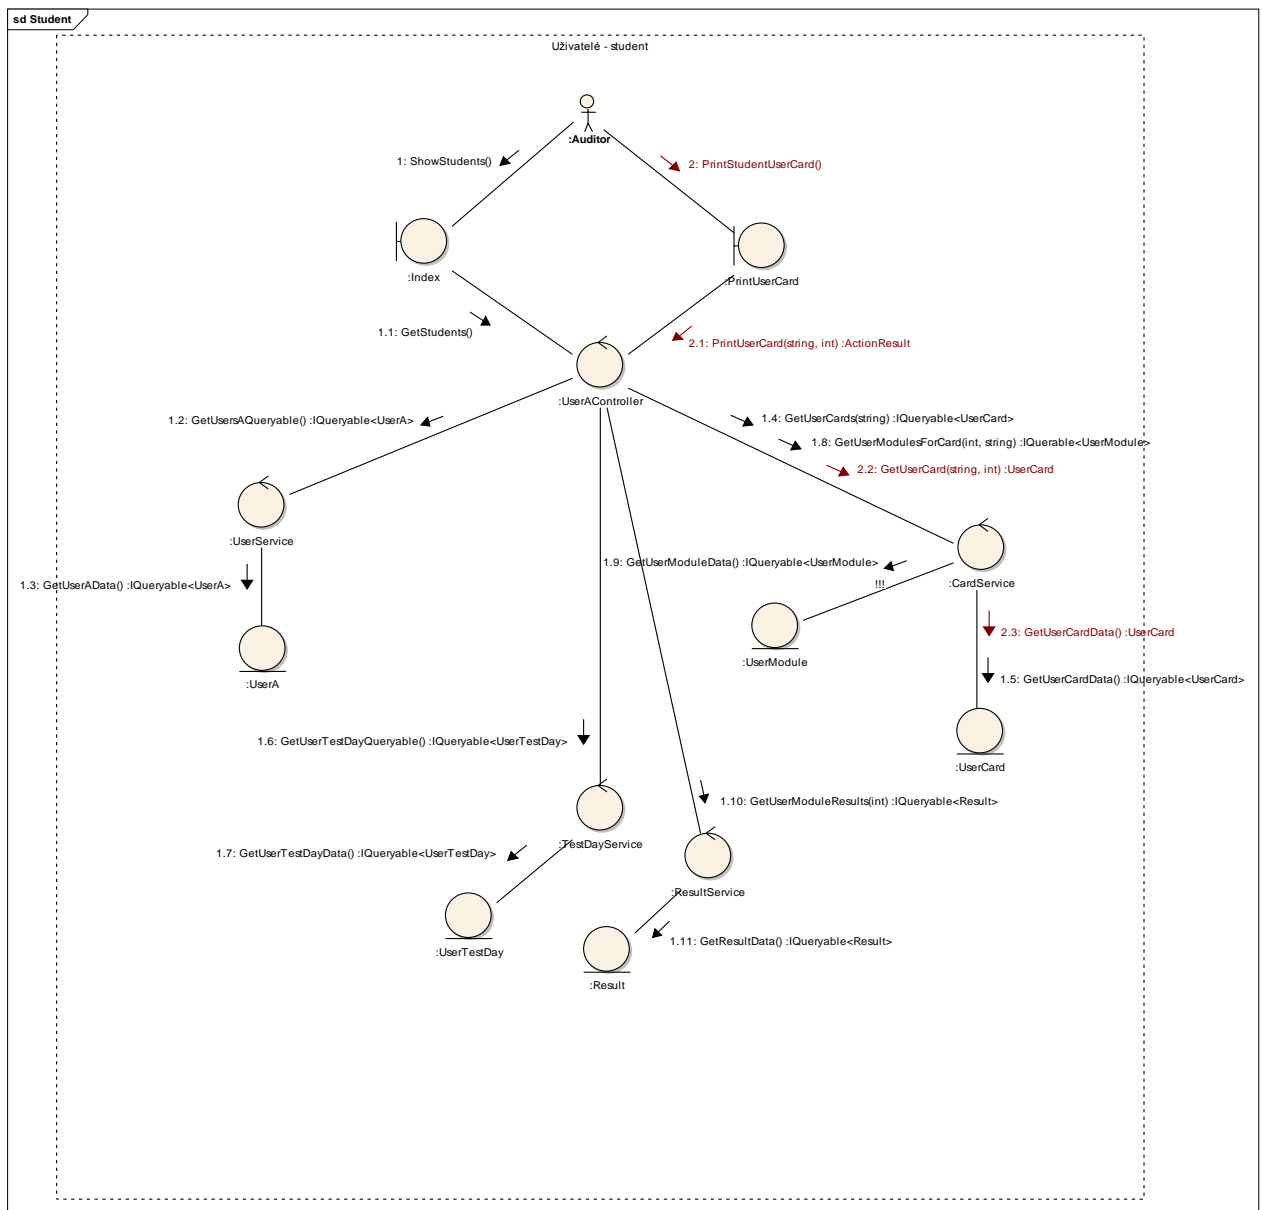 sd Student
Uživatelé - student
:Auditor
1: ShowStudents()
2: PrintStudentUserCard()
:Index
:PrintUserCard
1.1: GetStudents()
2.1: PrintUserCard(string, int) :ActionResult
:UserAController
1.2: GetUsersAQueryable() :IQueryable<UserA>
1.4: GetUserCards(string) :IQueryable<UserCard>
1.8: GetUserModulesForCard(int, string) :IQuerable<UserModule>
2.2: GetUserCard(string, int) :UserCard
:UserService
1.9: GetUserModuleData() :IQueryable<UserModule>
!!!
:CardService
1.3: GetUserAData() :IQueryable<UserA>
2.3: GetUserCardData() :UserCard
:UserModule
:UserA
1.5: GetUserCardData() :IQueryable<UserCard>
1.6: GetUserTestDayQueryable() :IQueryable<UserTestDay>
:UserCard
1.10: GetUserModuleResults(int) :IQueryable<Result>
:TestDayService
1.7: GetUserTestDayData() :IQueryable<UserTestDay>
:ResultService
1.11: GetResultData() :IQueryable<Result>
:UserTestDay
:Result